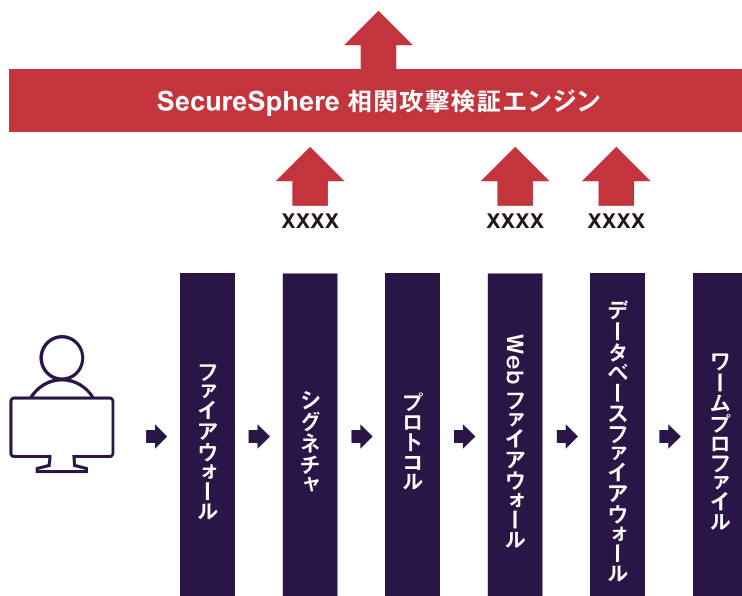 SecureSphere 相関攻撃検証エンジン
XXXX
XXXX
XXXX
ファイアウォール
シグネチャ
プロトコル
Web ファイアウォール
データベースファイアウォール
ワームプロファイル